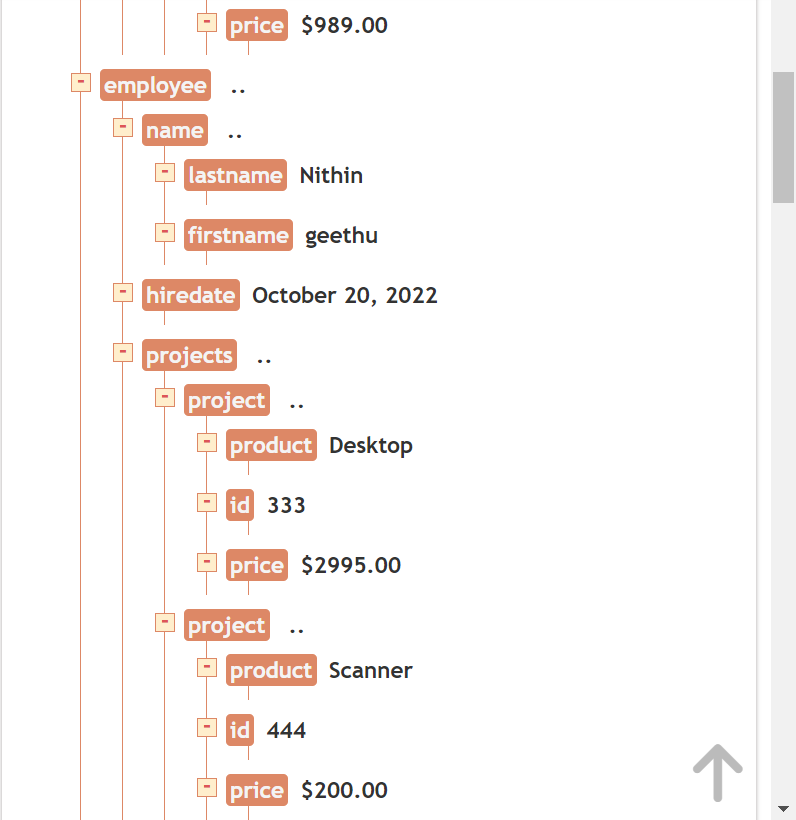 - price $989.00
- employee ..
- name ..
- lastname Nithin
- firstname geethu
- hiredate October 20, 2022
- projects ..
- project ..
- product Desktop
- id 333
- price $2995.00
- project ..
- product Scanner
- id 444
- price $200.00